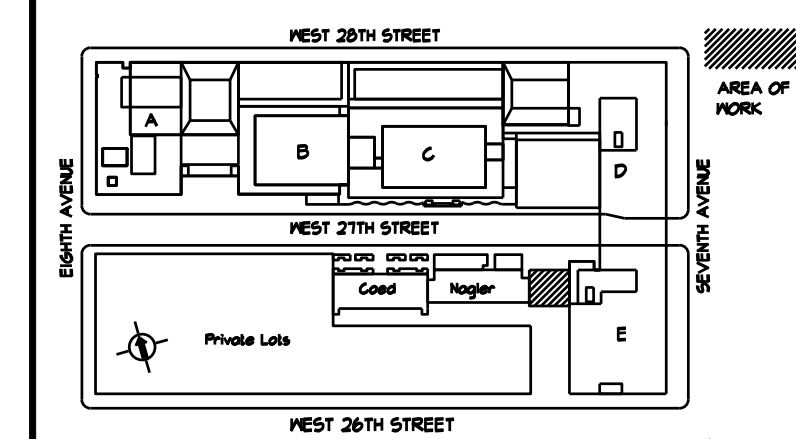 WEST 28TH STREET
AREA OF
WORK
A
B
C
D
EIGHTH AVENUE
SEVENTH AVENUE
WEST 27TH STREET
Coed
Nagler
Private Lots
E
WEST 26TH STREET